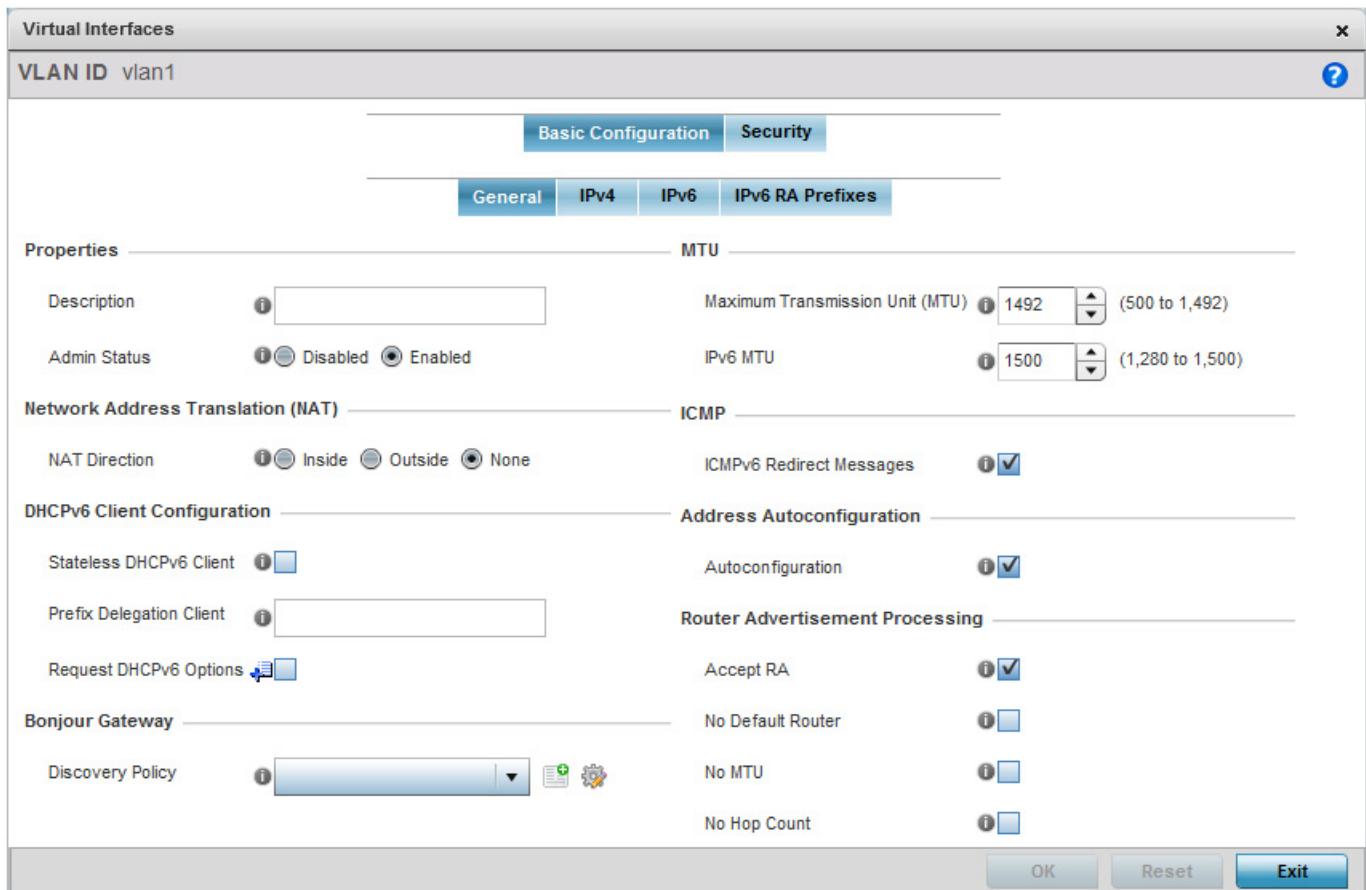 Virtual Interfaces
VLAN ID vlan1
Basic Configuration Security
General IPv4 IPv6 IPv6 RA Prefixes
Properties
Description
Admin Status Disabled Enabled
Network Address Translation (NAT)
NAT Direction Inside Outside None
DHCPv6 Client Configuration
Stateless DHCPv6 Client
Prefix Delegation Client
Request DHCPv6 Options
Bonjour Gateway
Discovery Policy
MTU
Maximum Transmission Unit (MTU) 1492 (500 to 1,492)
IPv6 MTU 1500 (1,280 to 1,500)
ICMP
ICMPv6 Redirect Messages
Address Autoconfiguration
Autoconfiguration
Router Advertisement Processing
Accept RA
No Default Router
No MTU
No Hop Count
OK Reset Exit